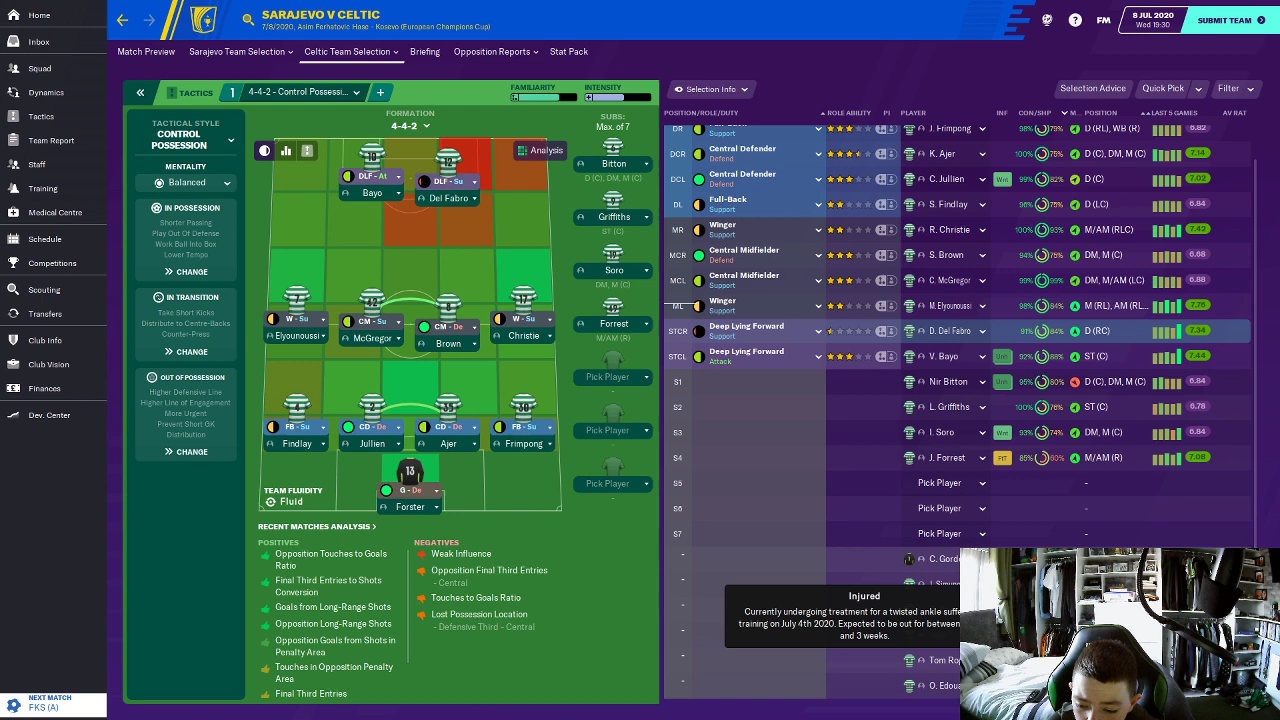 SARAJEVO V CELTIC
7/8/2020, Asim Ferhatovic Hase - Kosevo (European Champions Cup)
FM
8 JUL 2020
Wed 19:30
SUBMIT TEAM
Inbox
Squad
Dynamics
Tactics
Team Report
Staff
Training
Medical Centre
Schedule
Competitions
Scouting
Transfers
Club Info
Club Vision
Finances
Dev. Center
NEXT MATCH
FKS (A)
Match Preview
Sarajevo Team Selection
Celtic Team Selection
Briefing
Opposition Reports
Stat Pack
TACTICS
1
4-4-2 - Control Possessi...
FAMILIARITY
INTENSITY
TACTICAL STYLE
CONTROL
POSSESSION
MENTALITY
Balanced
IN POSSESSION
Shorter Passing
Play Out Of Defense
Work Ball Into Box
Lower Tempo
CHANGE
IN TRANSITION
Take Short Kicks
Distribute to Centre-Backs
Counter-Press
CHANGE
OUT OF POSSESSION
Higher Defensive Line
Higher Line of Engagement
More Urgent
Prevent Short GK
Distribution
CHANGE
FORMATION
4-4-2
Analysis
SUBS:
Max. of 7
DLF - At
Bayo
DLF - Su
Del Fabro
W - Su
Elyounoussi
CM - Su
McGregor
CM - De
Brown
W - Su
Christie
FB - Su
Findlay
CD - De
Jullien
CD - De
Ajer
FB - Su
Frimpong
13
G - De
Forster
Bitton
D (C), DM, M (C)
Griffiths
ST (C)
Soro
DM, M (C)
Forrest
M/AM (R)
Pick Player
Pick Player
Pick Player
TEAM FLUIDITY
Fluid
RECENT MATCHES ANALYSIS
POSITIVES
Opposition Touches to Goals
Ratio
Final Third Entries to Shots
Conversion
Goals from Long-Range Shots
Opposition Long-Range Shots
Opposition Goals from Shots in
Penalty Area
Touches in Opposition Penalty
Area
Final Third Entries
NEGATIVES
Weak Influence
Opposition Final Third Entries
- Central
Touches to Goals Ratio
Lost Possession Location
- Defensive Third - Central
Selection Info
Selection Advice
Quick Pick
Filter
POSITION/ROLE/DUTY ROLE ABILITY PI PLAYER INF CON/SHP M... POSITION LAST 5 GAMES AV RAT
DR Support J. Frimpong 98% 79% D (RL), WB (R) 6.82
DCR Central Defender Defend K. Ajer 100% 75% D (C), DM, M (C) 7.14
DCL Central Defender Defend C. Jullien Wnt 99% 82% D (C) 7.02
DL Full-Back Support S. Findlay 96% 75% D (LC) 6.84
MR Winger Support R. Christie 100% 93% M/AM (RLC) 7.42
MCR Central Midfielder Defend S. Brown 94% 75% DM, M (C) 6.68
MCL Central Midfielder Support C. McGregor 99% 99% DM, M/AM (LC) 6.88
ML Winger Support M. Elyounoussi 98% M (RL), AM (R... 7.76
STCR Deep Lying Forward Support D. Del Fabro 91% 84% D (RC) 7.34
STCL Deep Lying Forward Attack V. Bayo Unh 92% 88% ST (C) 7.44
S1 Nir Bitton Unh 95% 80% D (C), DM, M (C) 6.84
S2 L. Griffiths 100% 76% ST (C) 6.78
S3 I. Soro Wnt 93% 74% DM, M (C) 6.84
S4 J. Forrest FtT 85% 60% M/AM (R) 7.08
S5 Pick Player -
S6 Pick Player -
S7 Pick Player -
C. Gord
Injured
Currently undergoing treatment for a twisted ankle suffe
training on July 4th 2020. Expected to be out for between
and 3 weeks.
Tom Ro
O. Edoua